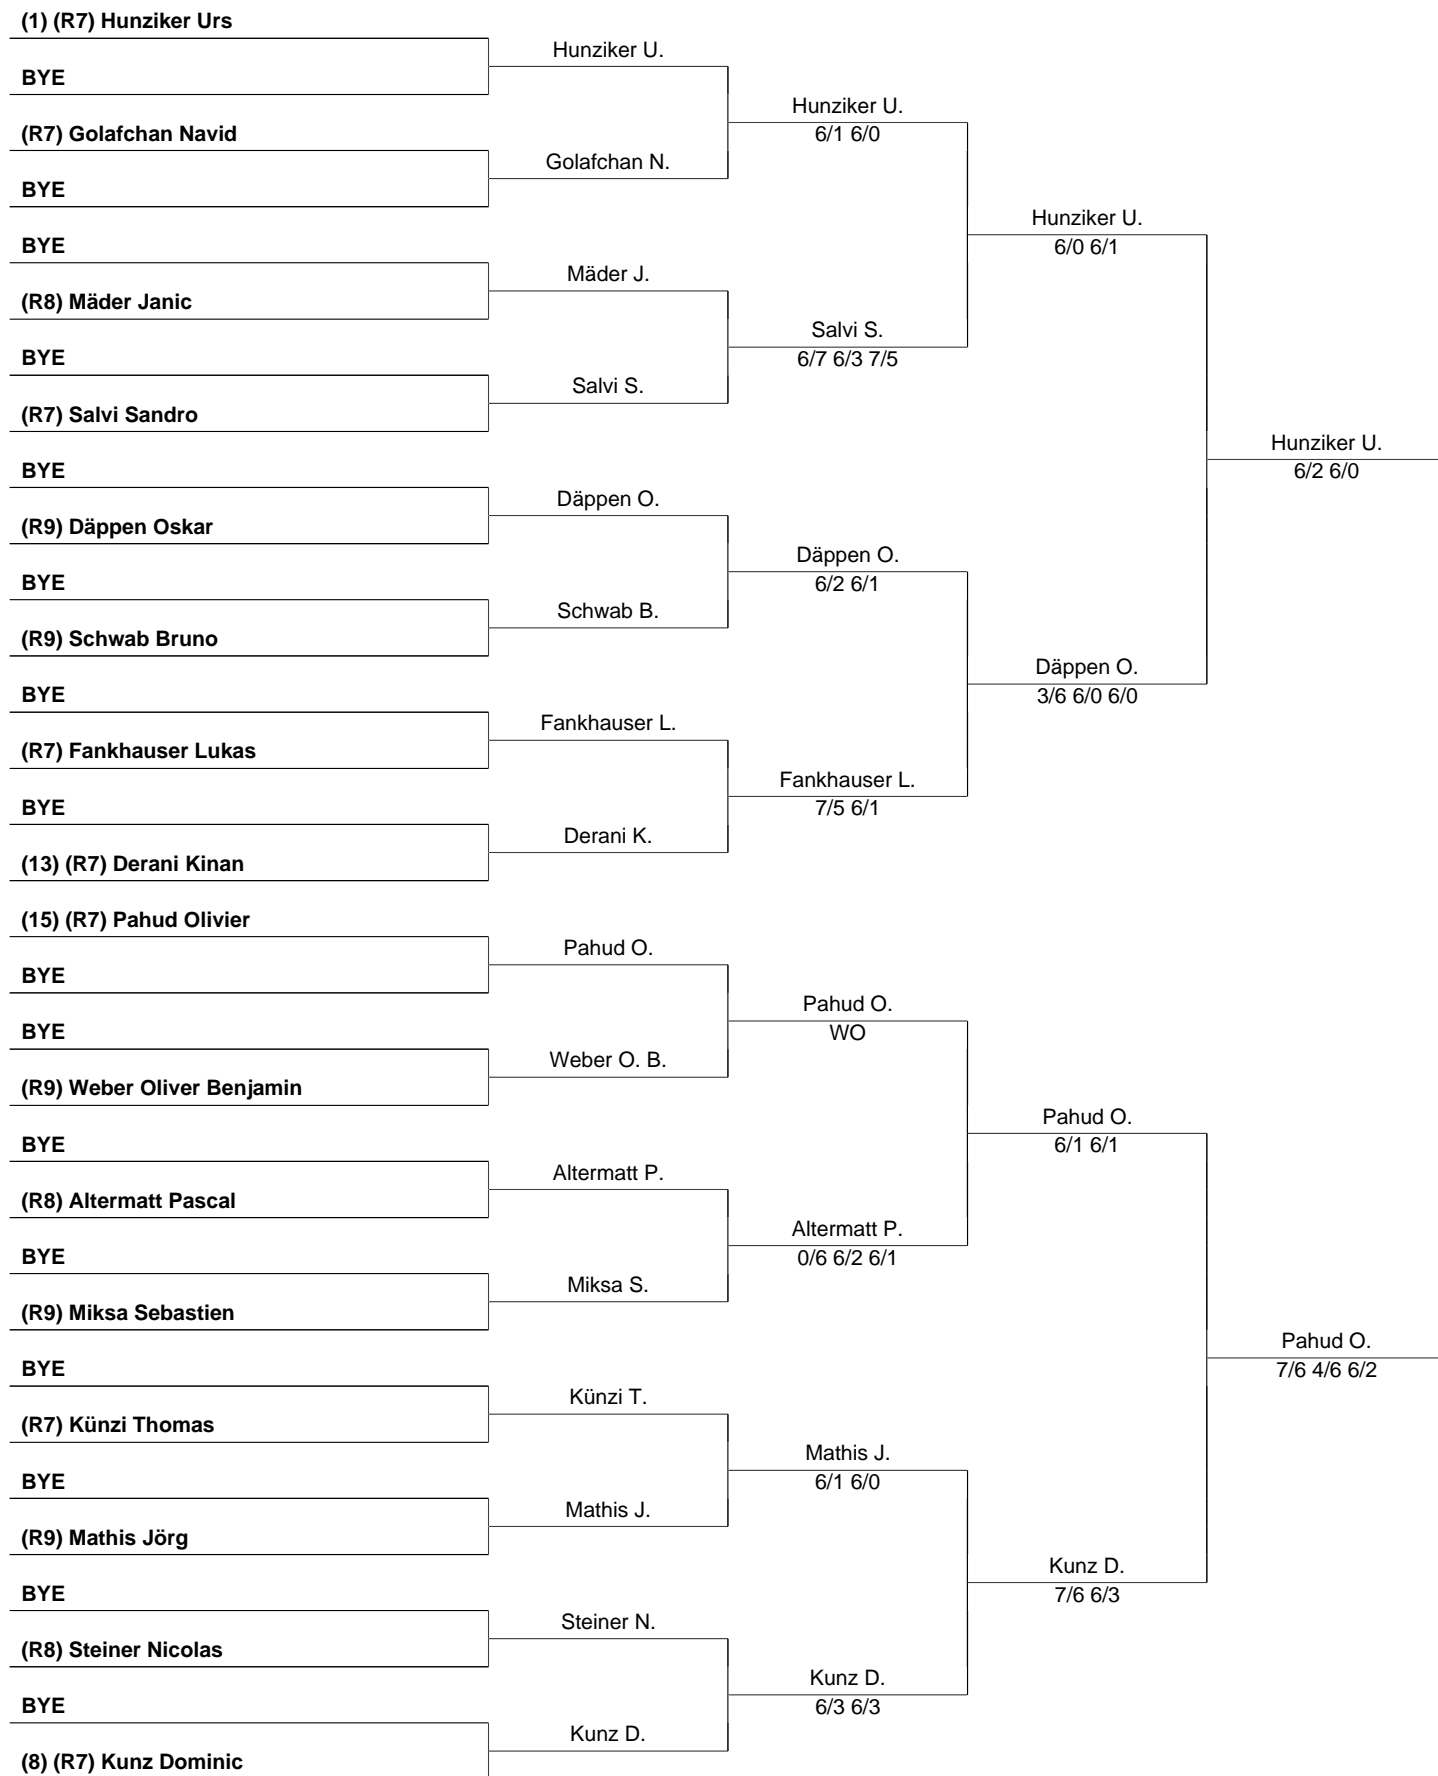 (1) (R7) Hunziker Urs
BYE
(R7) Golafchan Navid
BYE
BYE
(R8) Mäder Janic
BYE
(R7) Salvi Sandro
BYE
(R9) Däppen Oskar
BYE
(R9) Schwab Bruno
BYE
(R7) Fankhauser Lukas
BYE
(13) (R7) Derani Kinan
(15) (R7) Pahud Olivier
BYE
BYE
(R9) Weber Oliver Benjamin
BYE
(R8) Altermatt Pascal
BYE
(R9) Miksa Sebastien
BYE
(R7) Künzi Thomas
BYE
(R9) Mathis Jörg
BYE
(R8) Steiner Nicolas
BYE
(8) (R7) Kunz Dominic
Hunziker U.
Golafchan N.
Mäder J.
Salvi S.
Däppen O.
Schwab B.
Fankhauser L.
Derani K.
Pahud O.
Weber O. B.
Altermatt P.
Miksa S.
Künzi T.
Mathis J.
Steiner N.
Kunz D.
Hunziker U.
6/1 6/0
Salvi S.
6/7 6/3 7/5
Däppen O.
6/2 6/1
Fankhauser L.
7/5 6/1
Pahud O.
WO
Altermatt P.
0/6 6/2 6/1
Mathis J.
6/1 6/0
Kunz D.
6/3 6/3
Hunziker U.
6/0 6/1
Däppen O.
3/6 6/0 6/0
Pahud O.
6/1 6/1
Kunz D.
7/6 6/3
Hunziker U.
6/2 6/0
Pahud O.
7/6 4/6 6/2